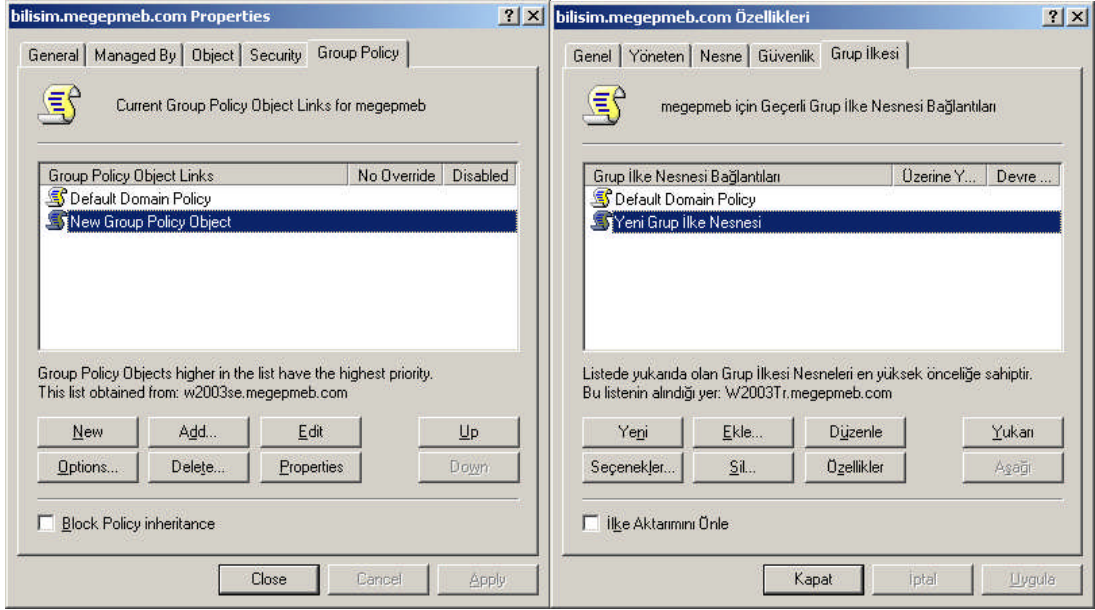 bilisim.megepmeb.com Properties
General Managed By Object Security Group Policy
Current Group Policy Object Links for megepmeb
Group Policy Object Links No Override Disabled
Default Domain Policy
New Group Policy Object
Group Policy Objects higher in the list have the highest priority.
This list obtained from: w2003se.megepmeb.com
New Add... Edit Up
Options... Delete... Properties Down
Block Policy inheritance
Close Cancel Apply
bilisim.megepmeb.com Özellikleri
Genel Yöneten Nesne Güvenlik Grup İlkesi
megepmeb için Geçerli Grup İlke Nesnesi Bağlantıları
Grup İlke Nesnesi Bağlantıları Üzerine Y... Devre ...
Default Domain Policy
Yeni Grup İlke Nesnesi
Listede yukarıda olan Grup İlkesi Nesneleri en yüksek önceliğe sahiptir.
Bu listenin alındığı yer: W2003Tr.megepmeb.com
Yeni Ekle... Düzenle Yukarı
Seçenekler... Sil... Özellikler Aşağı
İlke Aktarımını Önle
Kapat İptal Uygula